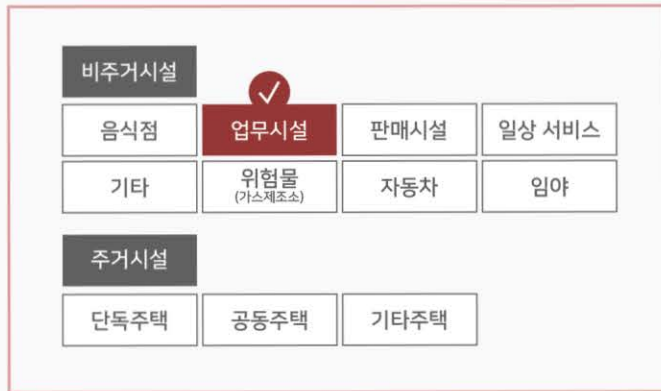 비주거시설
음식점 업무시설 판매시설 일상 서비스
기타 위험물 자동차 임야
(가스제조소)
주거시설
단독주택 공동주택 기타주택